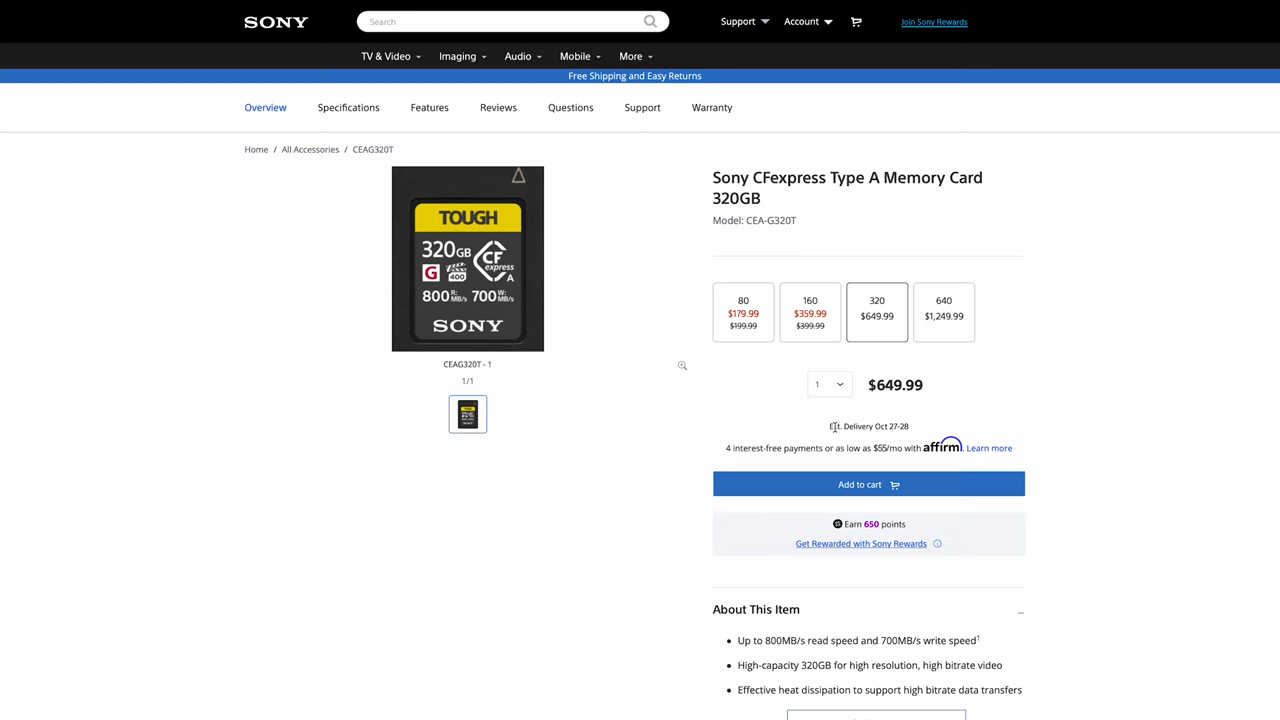 SONY
Search
Support
Account
Join Sony Rewards
TV & Video
Imaging
Audio
Mobile
More
Free Shipping and Easy Returns
Overview
Specifications
Features
Reviews
Questions
Support
Warranty
Home / All Accessories / CEAG320T
TOUGH
320GB
CF express A
G
400
800 R: MB/s 700 W: MB/s
SONY
CEAG320T - 1
1/1
Sony CFexpress Type A Memory Card
320GB
Model: CEA-G320T
80
$179.99
$199.99
160
$359.99
$399.99
320
$649.99
640
$1,249.99
1
$649.99
Est. Delivery Oct 27-28
4 interest-free payments or as low as $55/mo with affirm. Learn more
Add to cart
Earn 650 points
Get Rewarded with Sony Rewards
About This Item
• Up to 800MB/s read speed and 700MB/s write speed1
• High-capacity 320GB for high resolution, high bitrate video
• Effective heat dissipation to support high bitrate data transfers